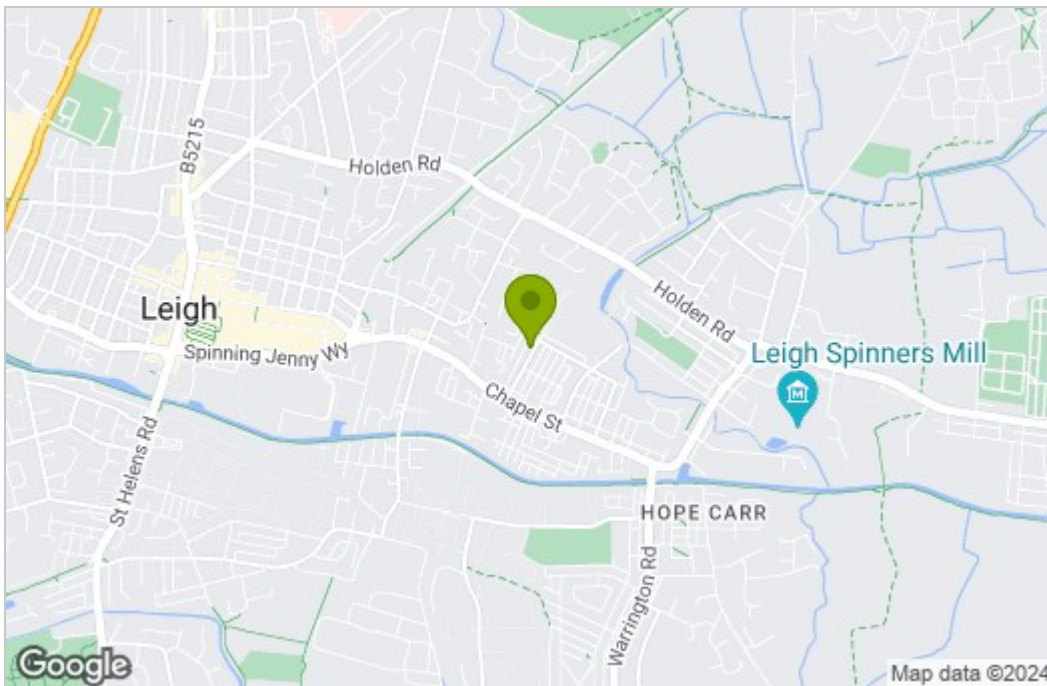 B5215
Holden Rd
Leigh
Spinning Jenny Wy
Holden Rd
Leigh Spinners Mill
M
Chapel St
St Helens Rd
HOPE CARR
Warrington Rd
Google
Map data ©2024